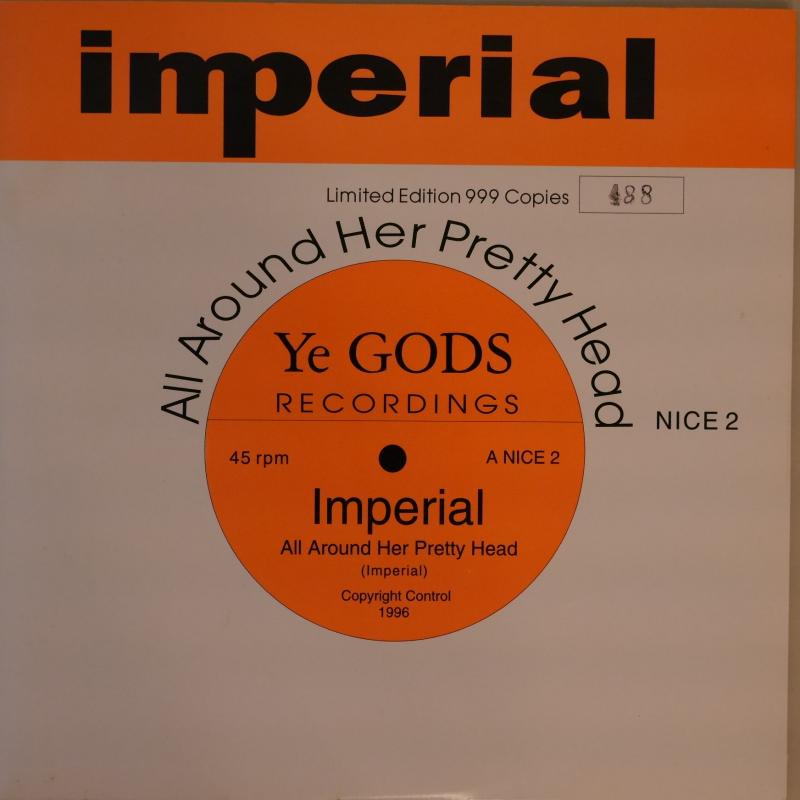 imperial
Limited Edition 999 Copies 488
All Around Her Pretty Head
Ye GODS
RECORDINGS
NICE 2
45 rpm A NICE 2
Imperial
All Around Her Pretty Head
(Imperial)
Copyright Control
1996